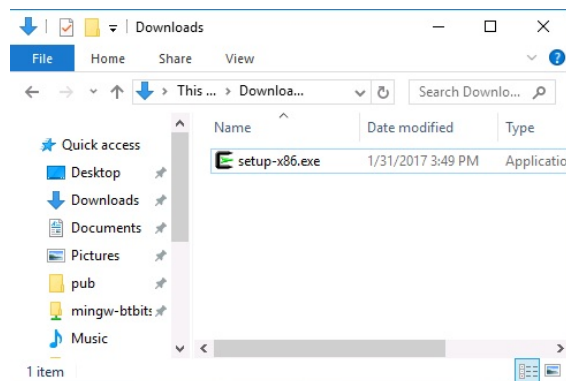 Downloads
File Home Share View
This ... > Downloa...
Search Downlo...
Name Date modified Type
Quick access
setup-x86.exe 1/31/2017 3:49 PM Applicatio
Desktop
Downloads
Documents
Pictures
pub
mingw-btbits
Music
1 item